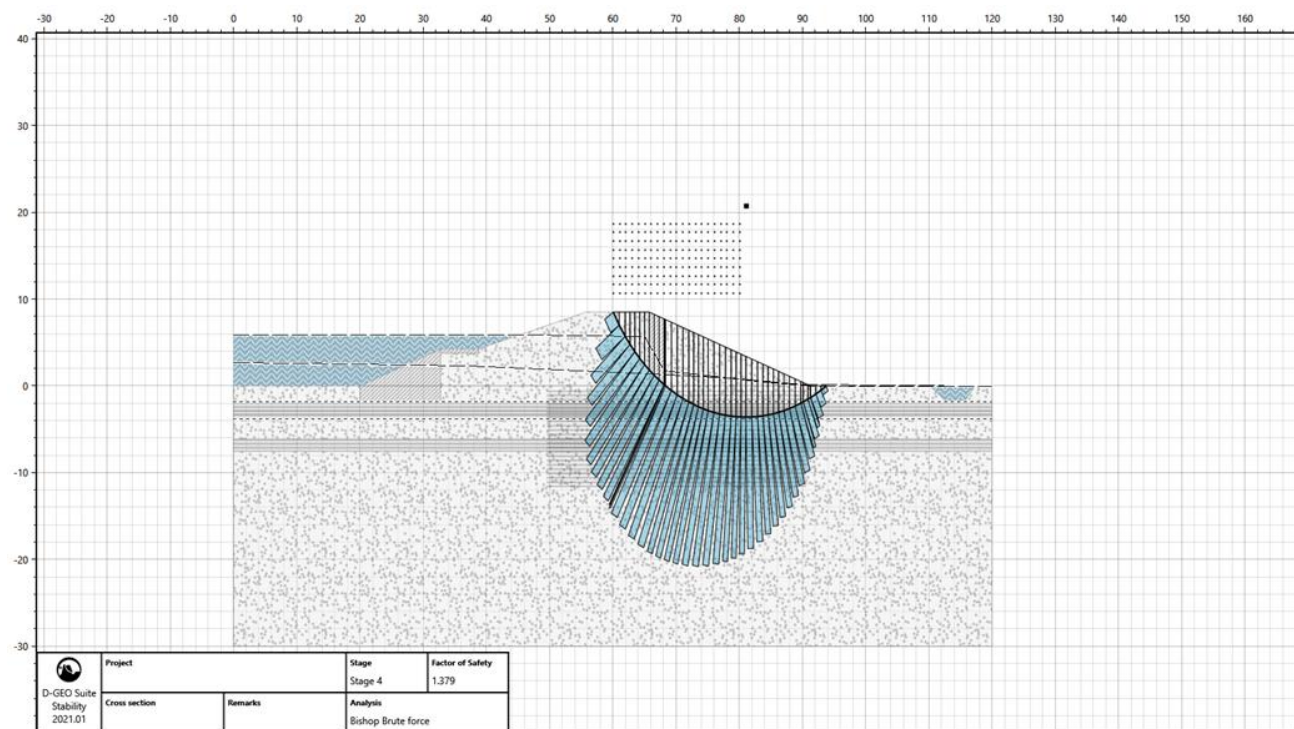 -30 -20 -10 0 10 20 30 40 50 60 70 80 90 100 110 120 130 140 150 160
40
30
20
10
0
-10
-20
-30
D-GEO Suite
Stability
2021.01
Project
Stage
Stage 4
Factor of Safety
1.379
Cross section
Remarks
Analysis
Bishop Brute force